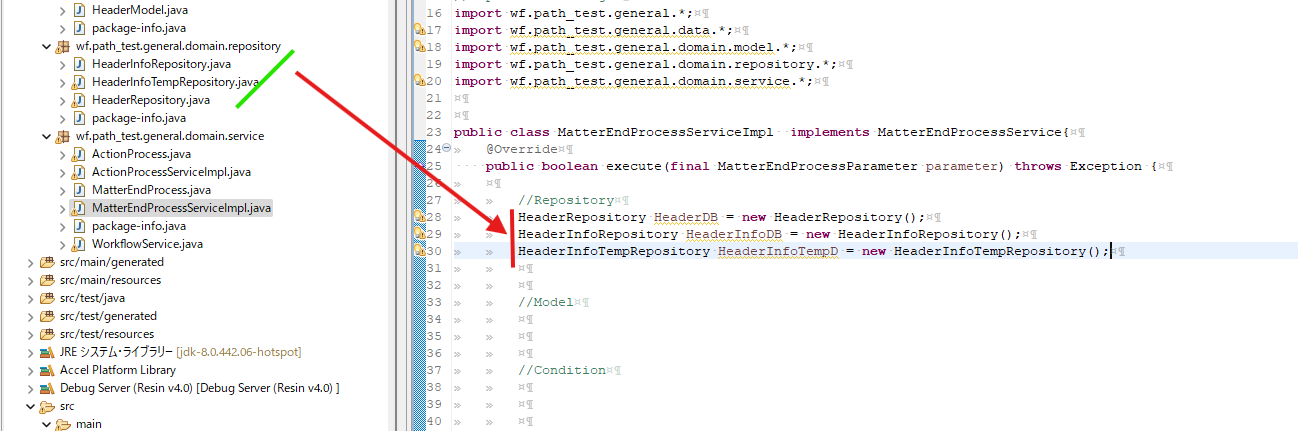 HeaderModel.java
package-info.java
wf.path_test.general.domain.repository
HeaderInfoRepository.java
HeaderInfoTempRepository.java
HeaderRepository.java
package-info.java
wf.path_test.general.domain.service
ActionProcess.java
ActionProcessServiceImpl.java
MatterEndProcess.java
MatterEndProcessServiceImpl.java
package-info.java
WorkflowService.java
src/main/generated
src/main/resources
src/test/java
src/test/generated
src/test/resources
JRE システム・ライブラリー [jdk-8.0.442.06-hotspot]
Accel Platform Library
Debug Server (Resin v4.0) [Debug Server (Resin v4.0) ]
src
main
16 import wf.path_test.general.*;¤¶
17 import wf.path_test.general.data.*;¤¶
18 import wf.path_test.general.domain.model.*;¤¶
19 import wf.path_test.general.domain.repository.*;¤¶
20 import wf.path_test.general.domain.service.*;¤¶
21 ¤¶
22 ¤¶
23 public class MatterEndProcessServiceImpl  implements MatterEndProcessService{¤¶
24 » @Override¤¶
25 public boolean execute(final MatterEndProcessParameter parameter) throws Exception {¤¶
26 » ¤¶
27 » » //Repository¤¶
28 » » HeaderRepository HeaderDB = new HeaderRepository();¤¶
29 » » HeaderInfoRepository HeaderInfoDB = new HeaderInfoRepository();¤¶
30 » » HeaderInfoTempRepository HeaderInfoTempD = new HeaderInfoTempRepository();¤¶
31 » » ¤¶
32 » » ¤¶
33 » » //Model¤¶
34 » » ¤¶
35 » » ¤¶
36 » » ¤¶
37 » » //Condition¤¶
38 » » ¤¶
39 » » ¤¶
40 » » ¤¶